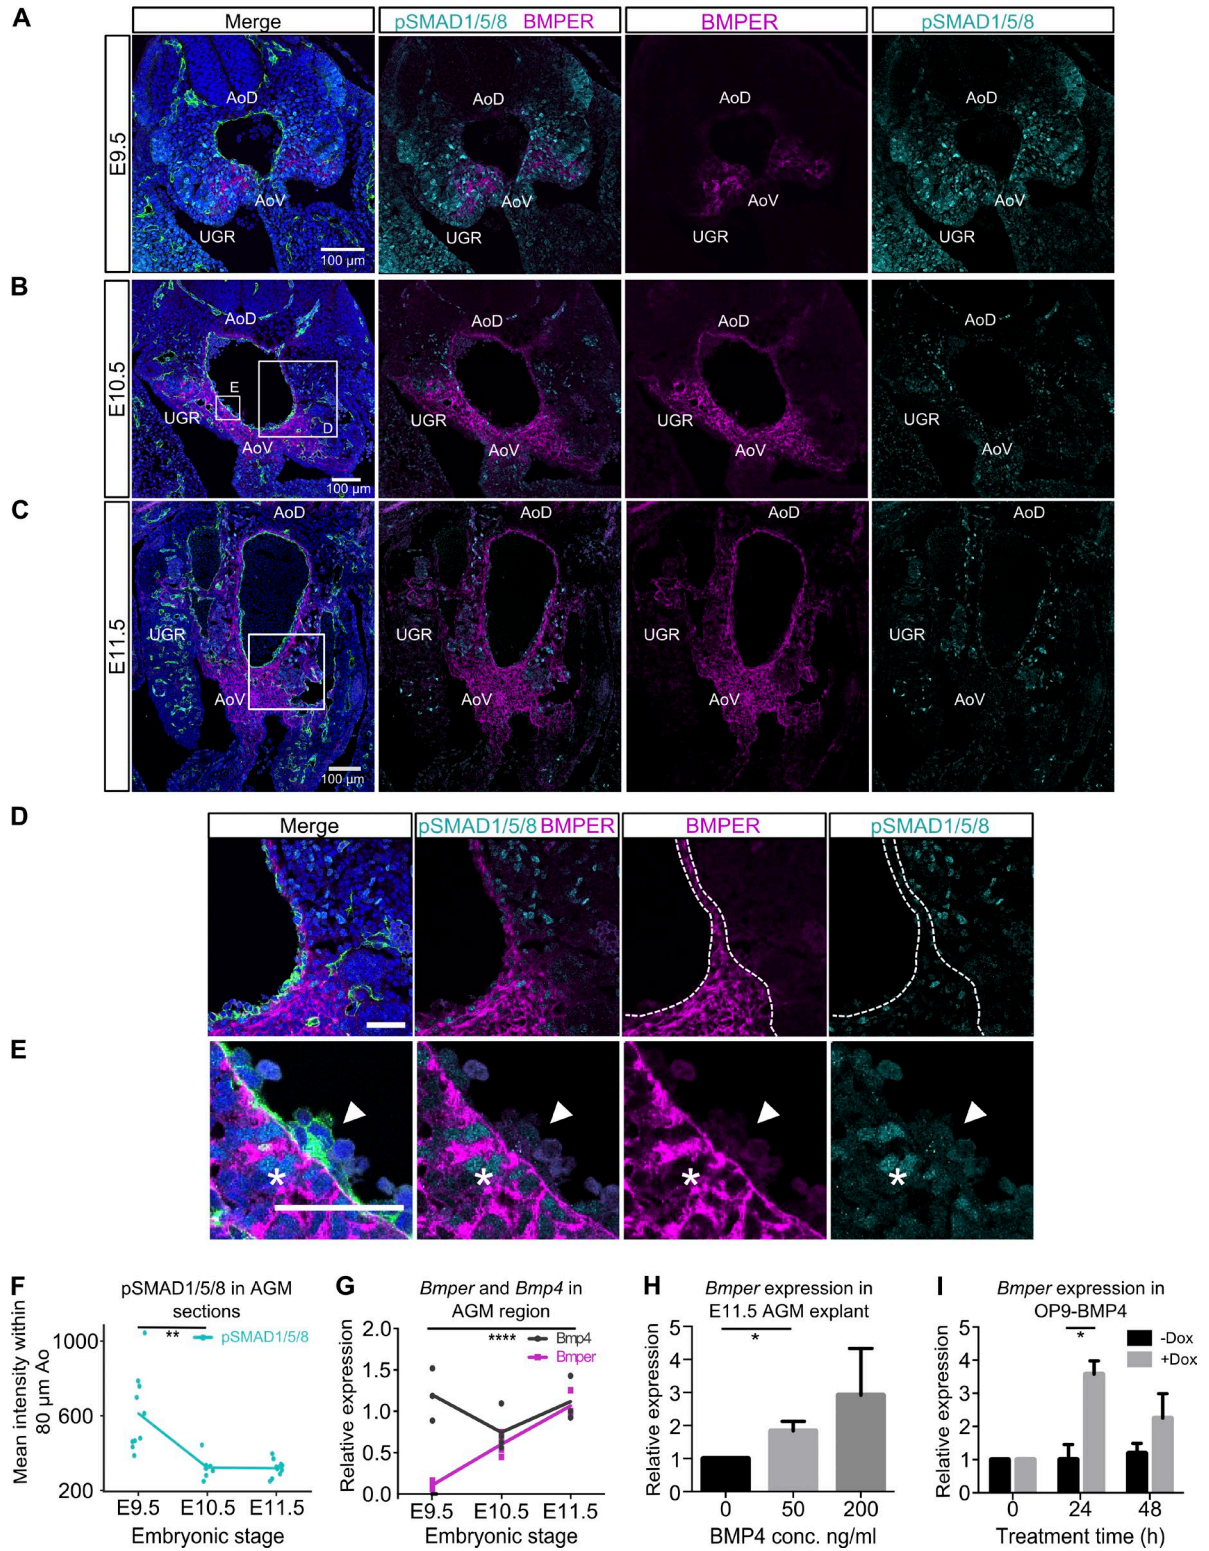 A
Merge
pSMAD1/5/8 BMPER
BMPER
pSMAD1/5/8
E9.5
AoD
AoV
UGR
100 µm
AoD
AoV
UGR
AoD
AoV
UGR
AoD
AoV
UGR
B
E10.5
AoD
E
D
UGR
AoV
100 µm
AoD
UGR
AoV
AoD
UGR
AoV
AoD
UGR
AoV
C
E11.5
AoD
UGR
AoV
100 µm
AoD
UGR
AoV
AoD
UGR
AoV
AoD
UGR
AoV
D
Merge
pSMAD1/5/8 BMPER
BMPER
pSMAD1/5/8
E
*
*
*
*
F
pSMAD1/5/8 in AGM
sections
**
pSMAD1/5/8
Mean intensity within
80 µm Ao
1000
600
200
E9.5 E10.5 E11.5
Embryonic stage
G
Bmper and Bmp4 in
AGM region
****
Bmp4
Bmper
Relative expression
2.0
1.5
1.0
0.5
0.0
E9.5 E10.5 E11.5
Embryonic stage
H
Bmper expression in
E11.5 AGM explant
*
Relative expression
5
4
3
2
1
0
0 50 200
BMP4 conc. ng/ml
I
Bmper expression in
OP9-BMP4
*
-Dox
+Dox
Relative expression
5
4
3
2
1
0
0 24 48
Treatment time (h)